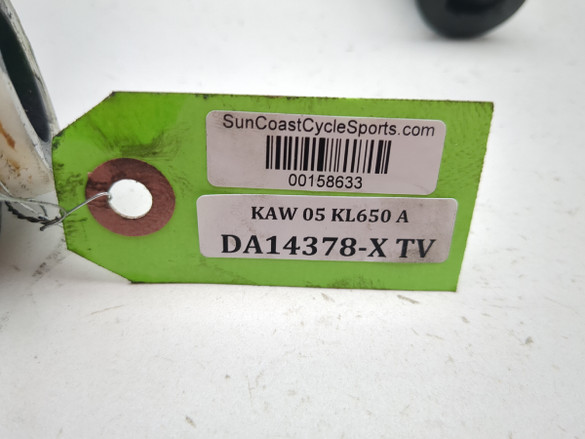 SunCoastCycleSports.com
00158633
KAW 05 KL650 A
DA14378-X TV